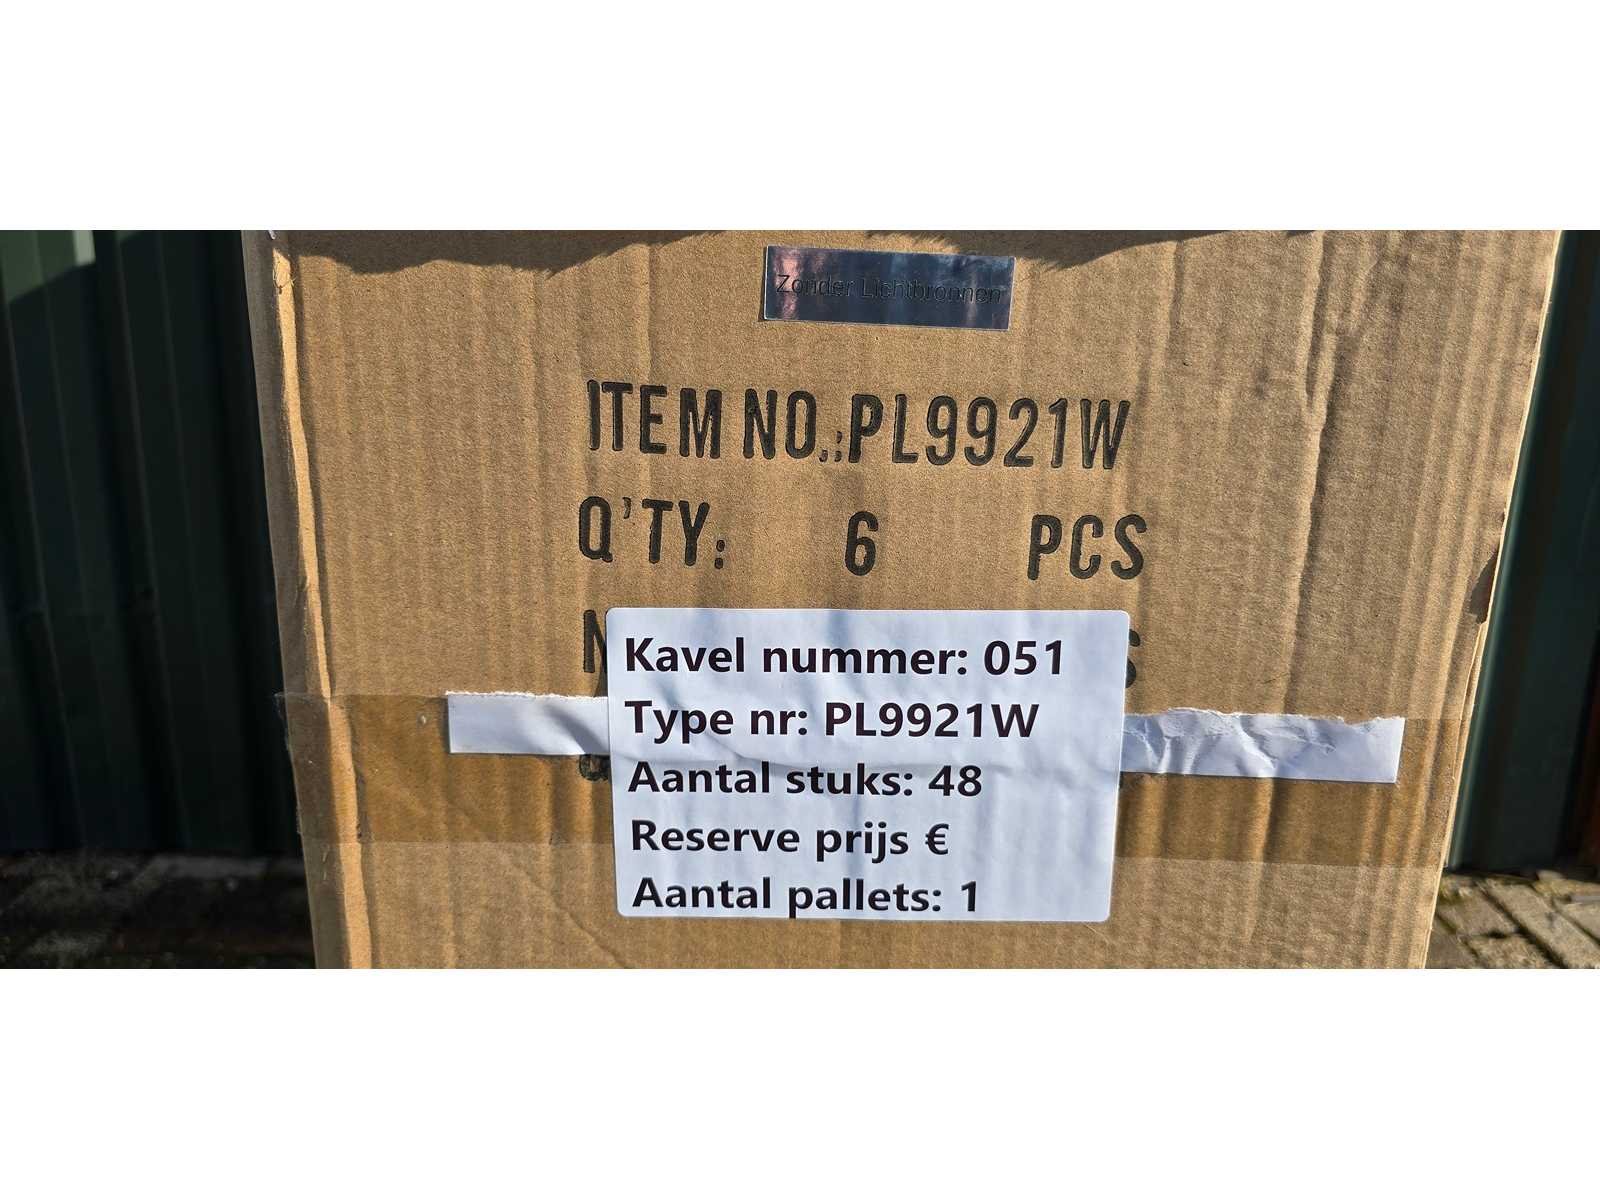 Zonder Lichtbronnen
ITEM NO.:PL9921W
Q'TY: 6 PCS
Kavel nummer: 051
Type nr: PL9921W
Aantal stuks: 48
Reserve prijs €
Aantal pallets: 1